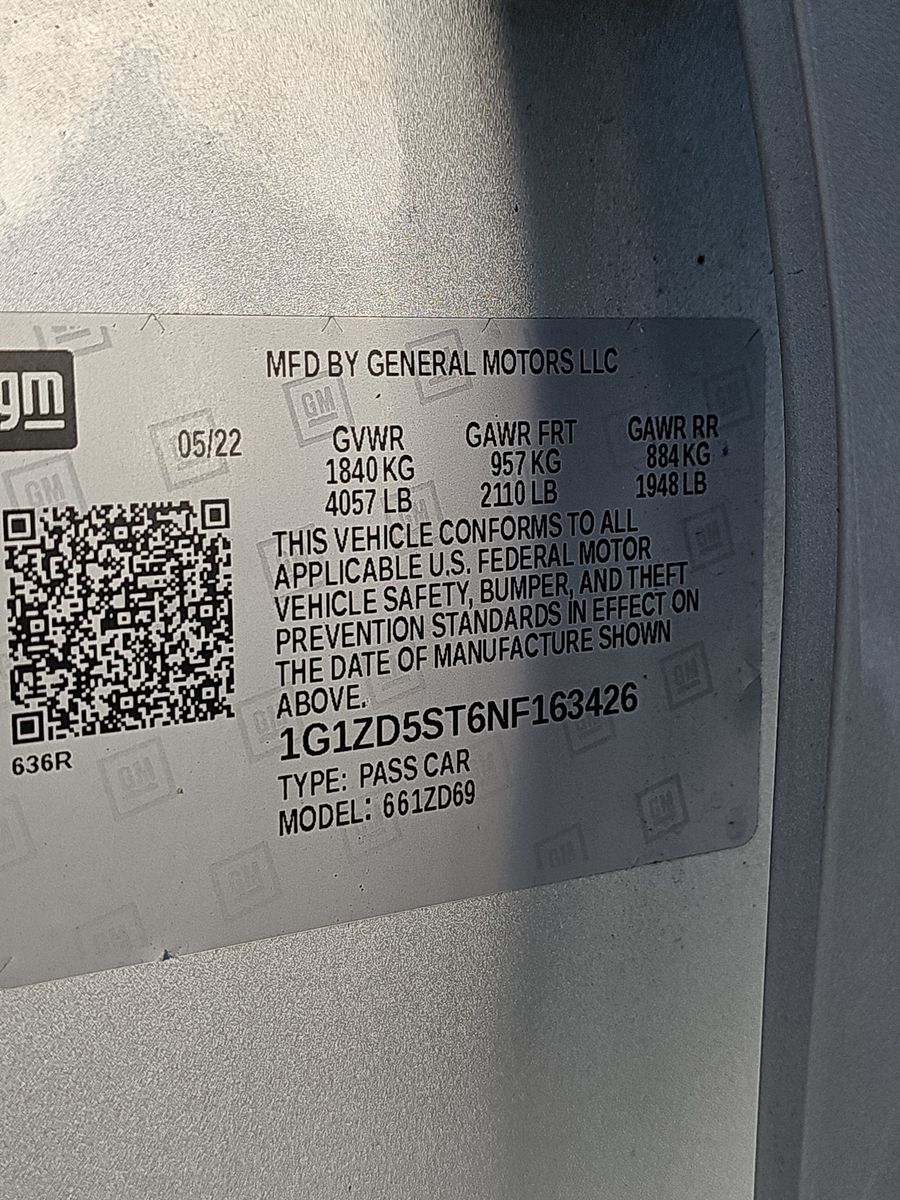 MFD BY GENERAL MOTORS LLC
gm
05/22
GVWR GAWR FRT GAWR RR
1840 KG 957 KG 884 KG
4057 LB 2110 LB 1948 LB
THIS VEHICLE CONFORMS TO ALL
APPLICABLE U.S. FEDERAL MOTOR
VEHICLE SAFETY, BUMPER, AND THEFT
PREVENTION STANDARDS IN EFFECT ON
THE DATE OF MANUFACTURE SHOWN
ABOVE.
1G1ZD5ST6NF163426
TYPE: PASS CAR
MODEL: 661ZD69
636R